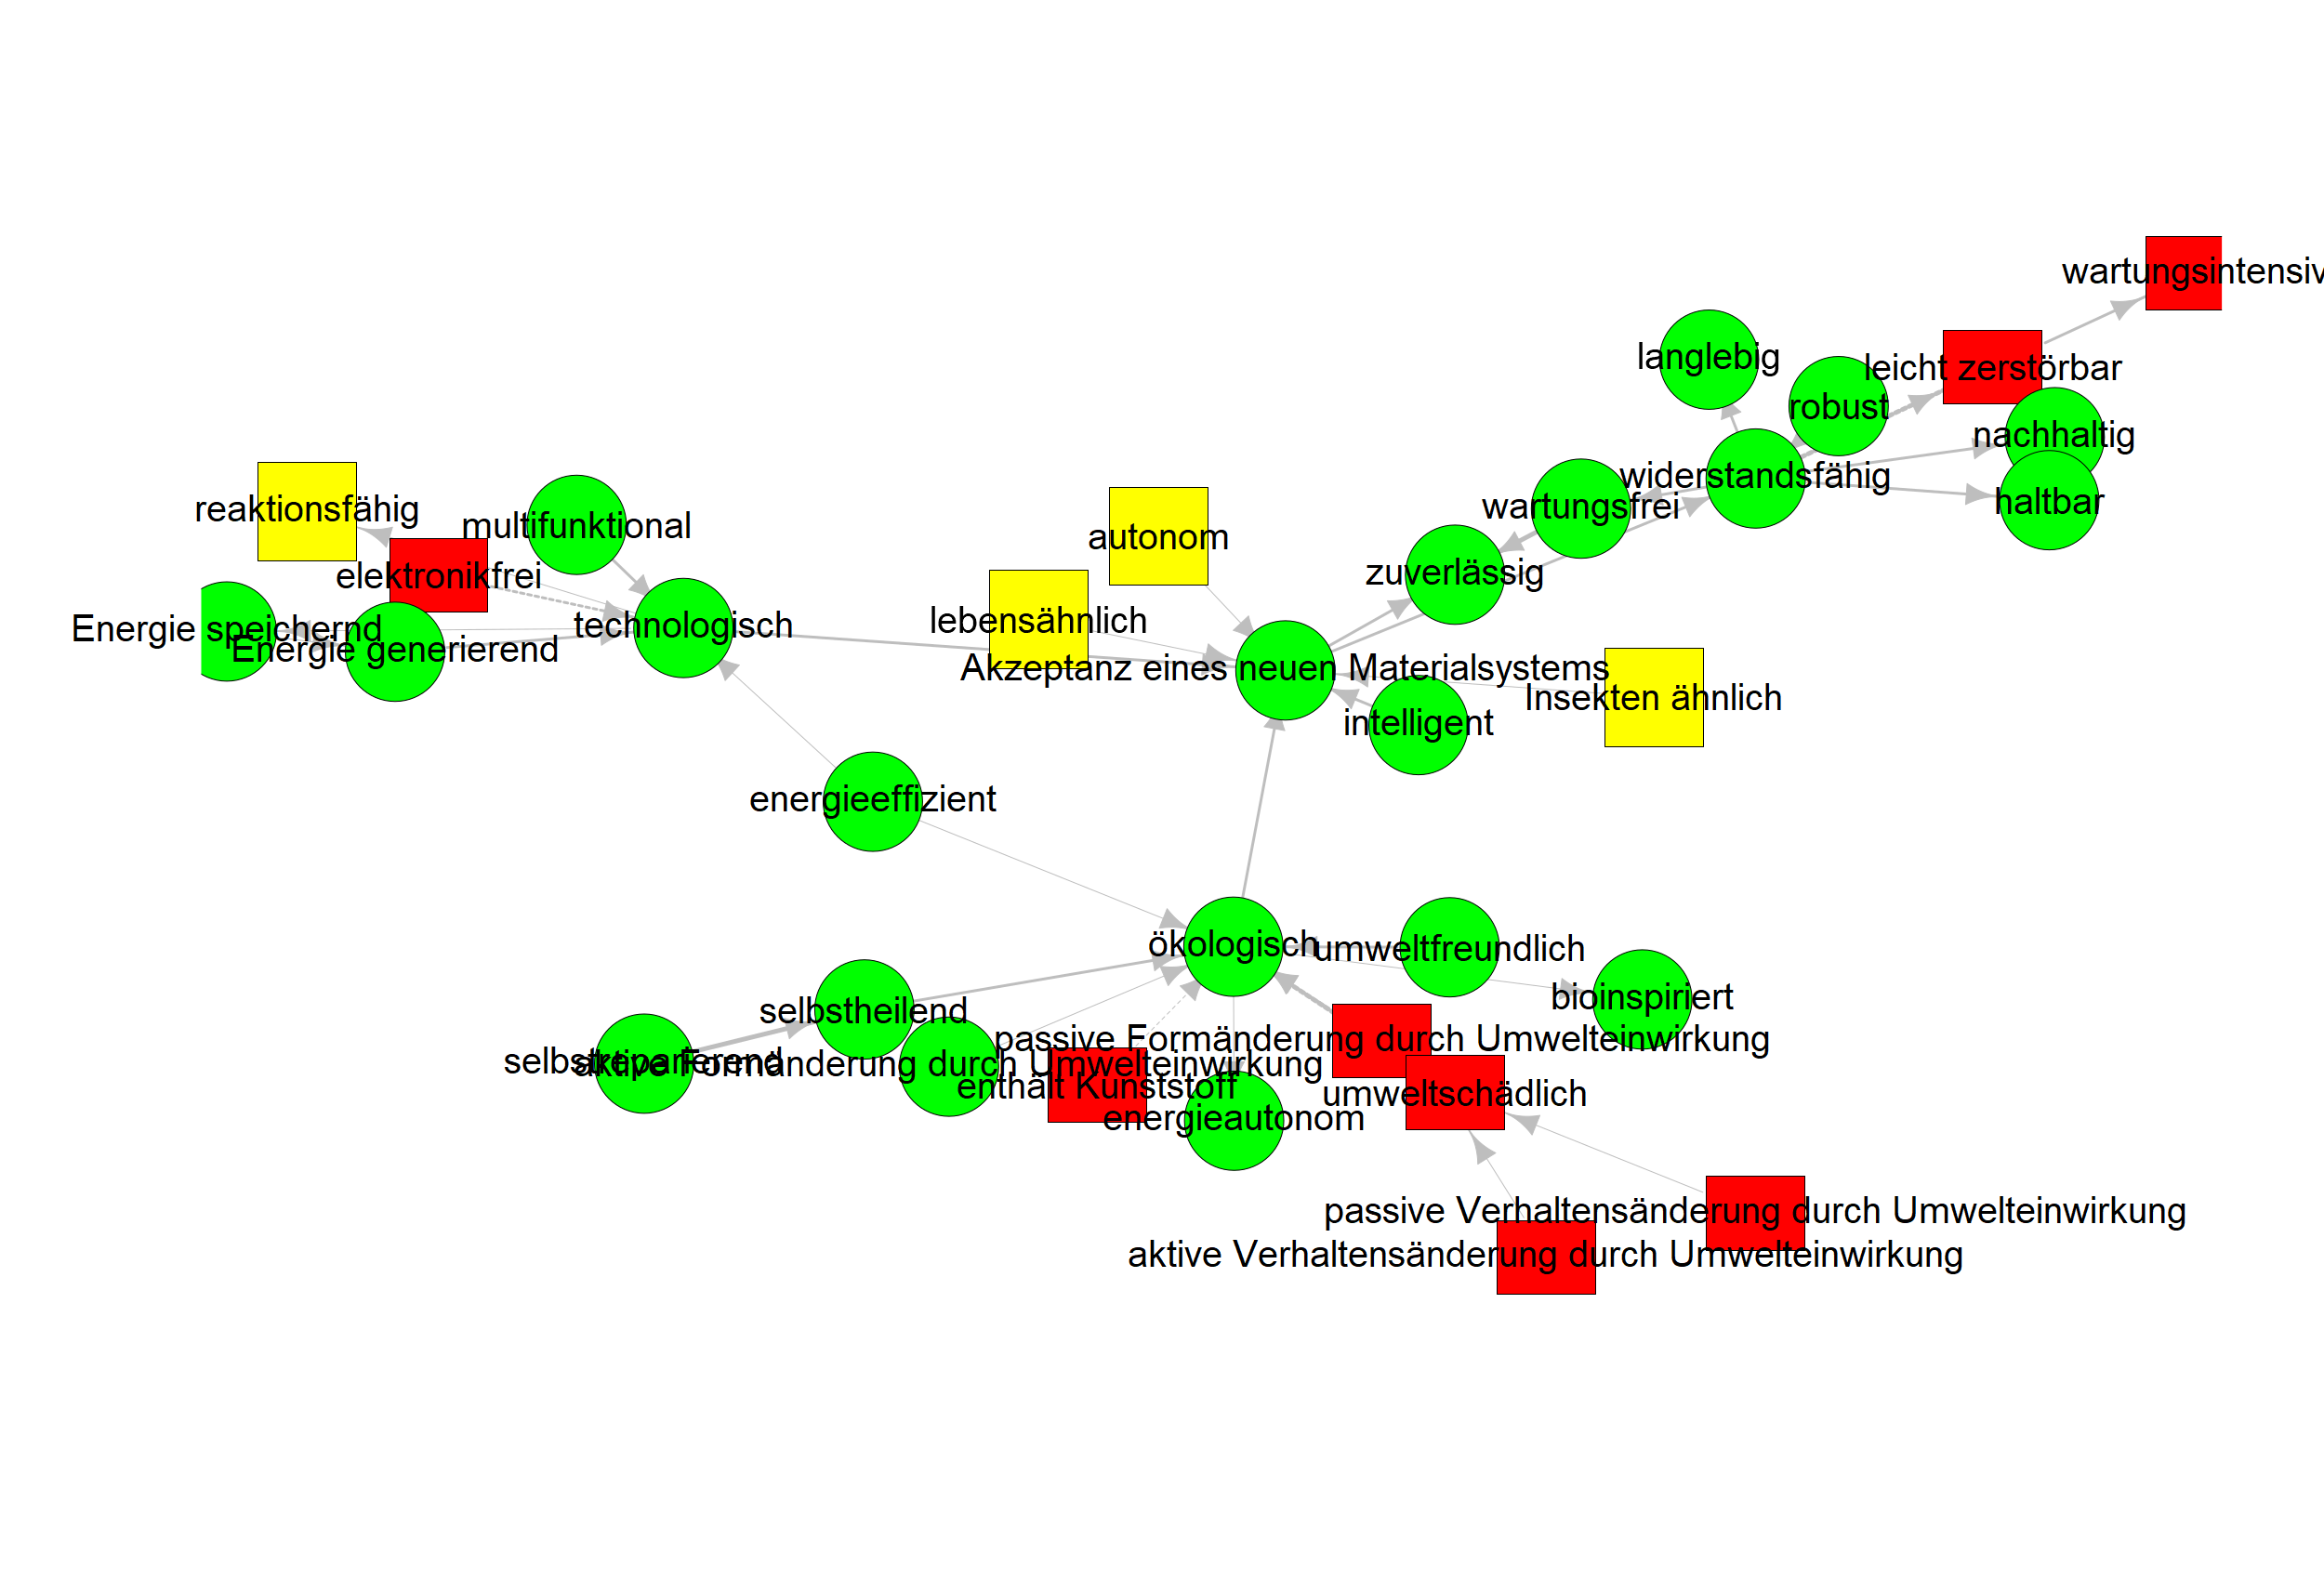 wartungsintensiv
langlebig
leicht zerstörbar
robust
nachhaltig
widerstandsfähig
haltbar
wartungsfrei
reaktionsfähig
multifunktional
autonom
elektronikfrei
zuverlässig
Energie speichernd
technologisch
lebensähnlich
Energie generierend
Akzeptanz eines neuen Materialsystems
Insekten ähnlich
intelligent
energieeffizient
ökologisch
umweltfreundlich
bioinspiriert
selbstheilend
passive Formänderung durch Umwelteinwirkung
selbstreparierend
aktive Formänderung durch Umwelteinwirkung
enthält Kunststoff
umweltschädlich
energieautonom
passive Verhaltensänderung durch Umwelteinwirkung
aktive Verhaltensänderung durch Umwelteinwirkung